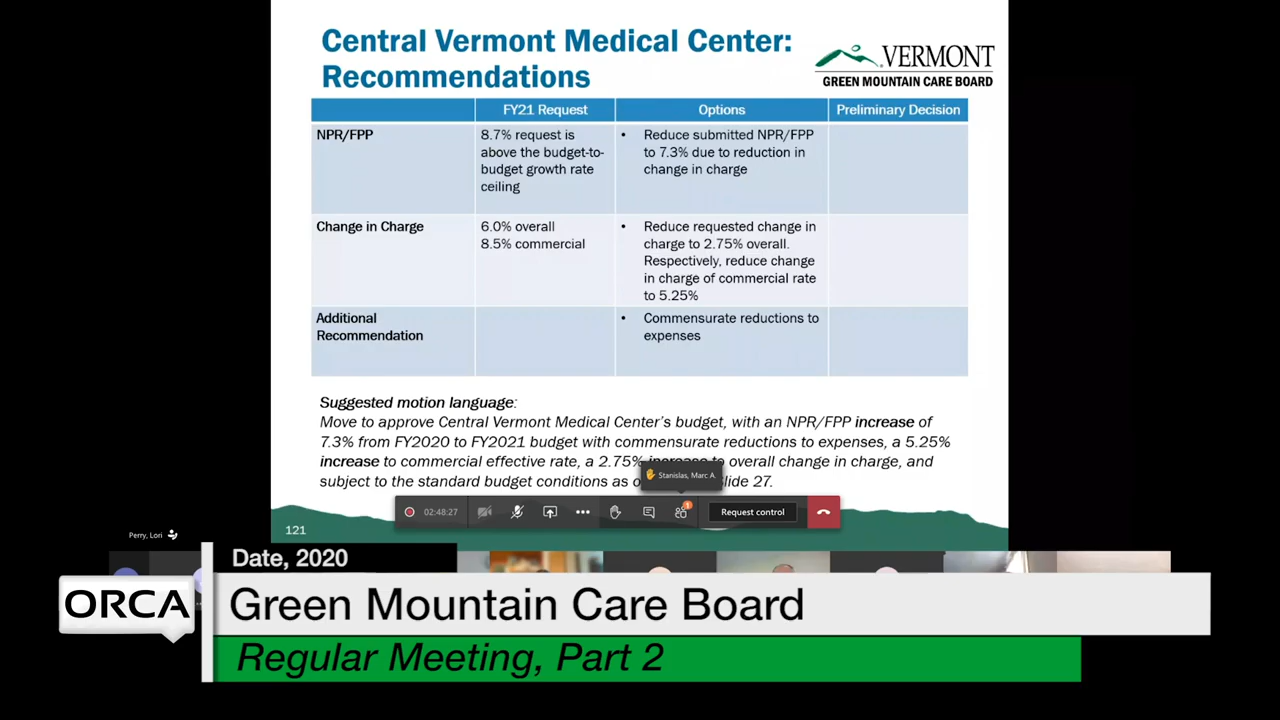 Central Vermont Medical Center:
Recommendations
VERMONT
GREEN MOUNTAIN CARE BOARD
FY21 Request
Options
Preliminary Decision
NPR/FPP
8.7% request is
above the budget-to-
budget growth rate
ceiling
• Reduce submitted NPR/FPP
to 7.3% due to reduction in
change in charge
Change in Charge
6.0% overall
8.5% commercial
• Reduce requested change in
charge to 2.75% overall.
Respectively, reduce change
in charge of commercial rate
to 5.25%
Additional
Recommendation
• Commensurate reductions to
expenses
Suggested motion language:
Move to approve Central Vermont Medical Center's budget, with an NPR/FPP increase of
7.3% from FY2020 to FY2021 budget with commensurate reductions to expenses, a 5.25%
increase to commercial effective rate, a 2.75% increase to overall change in charge, and
subject to the standard budget conditions as slide 27.
Stanislas, Marc A.
02:48:27
1
Request control
121
Perry, Lori
Date, 2020
ORCA
Green Mountain Care Board
Regular Meeting, Part 2